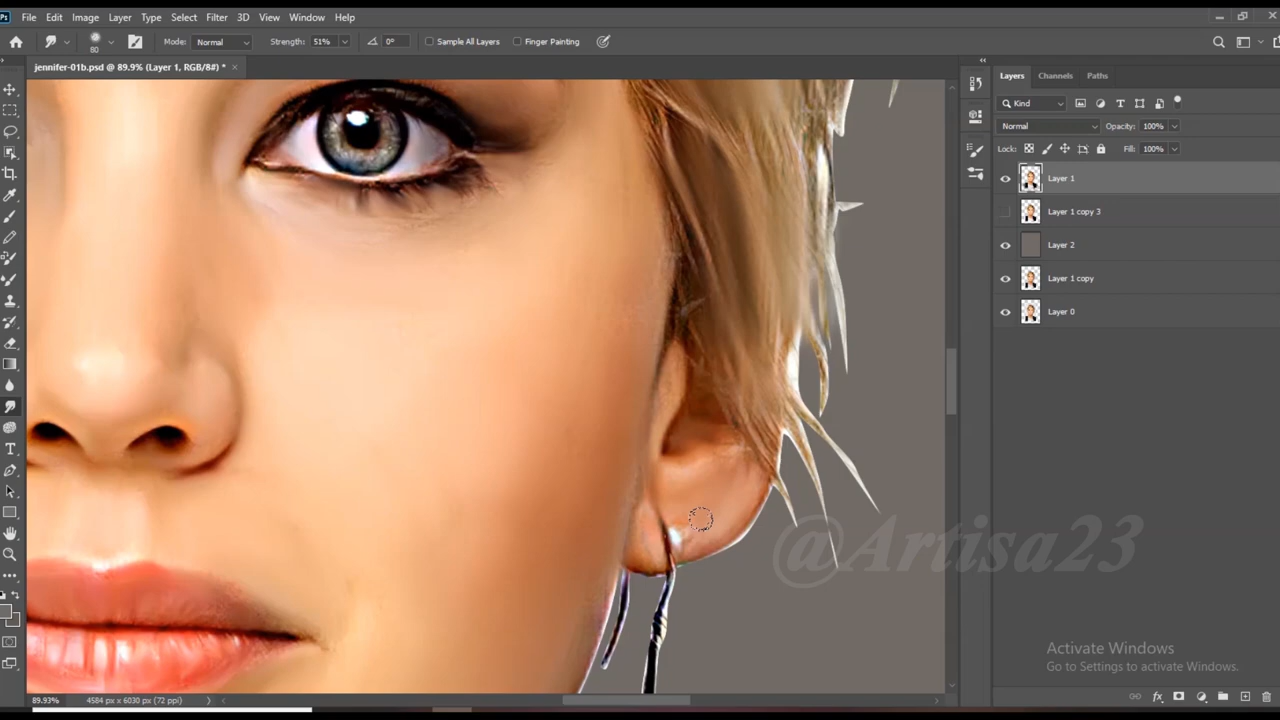 Ps File Edit Image Layer Type Select Filter 3D View Window Help
80 Mode: Normal Strength: 51% 0° Sample All Layers Finger Painting
jennifer-01b.psd @ 89.9% (Layer 1, RGB/8#) * ×
Layers Channels Paths
Kind
Normal Opacity: 100%
Lock: Fill: 100%
Layer 1
Layer 1 copy 3
Layer 2
Layer 1 copy
Layer 0
@Artisa23
Activate Windows
Go to Settings to activate Windows.
89.93% 4584 px x 6030 px (72 ppi)